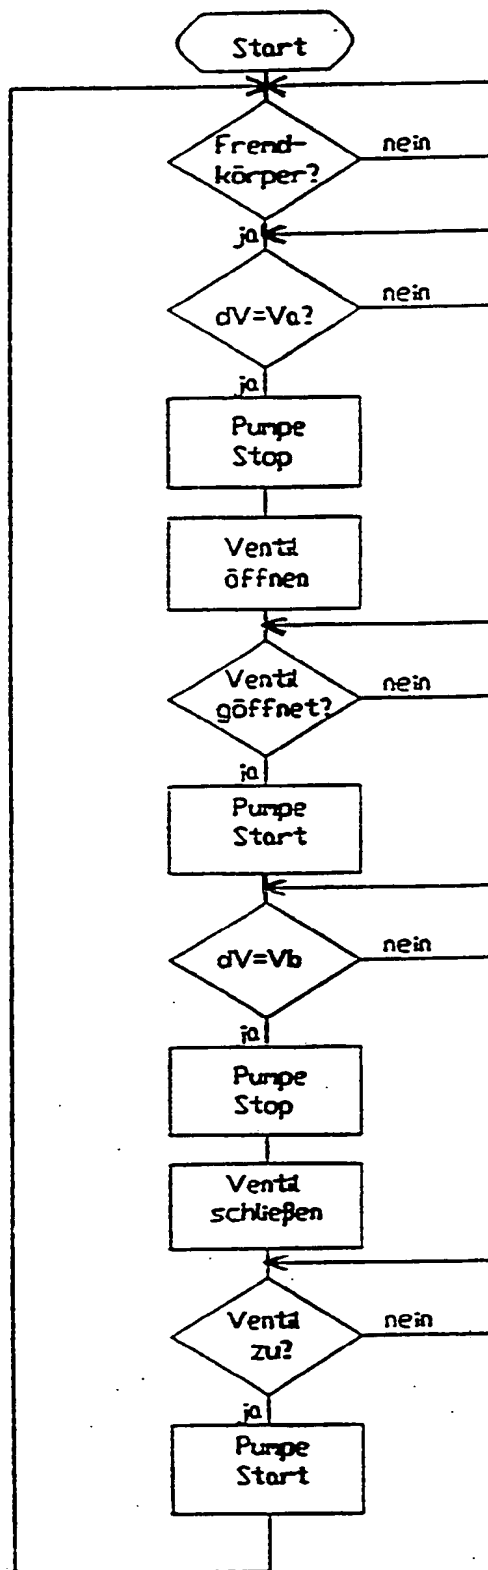 Start
Fremd-
körper?
nein
ja
dV=Va?
nein
ja
Pumpe
Stop
Ventil
öffnen
Ventil
göffnet?
nein
ja
Pumpe
Start
dV=Vb
nein
ja
Pumpe
Stop
Ventil
schließen
Ventil
zu?
nein
ja
Pumpe
Start